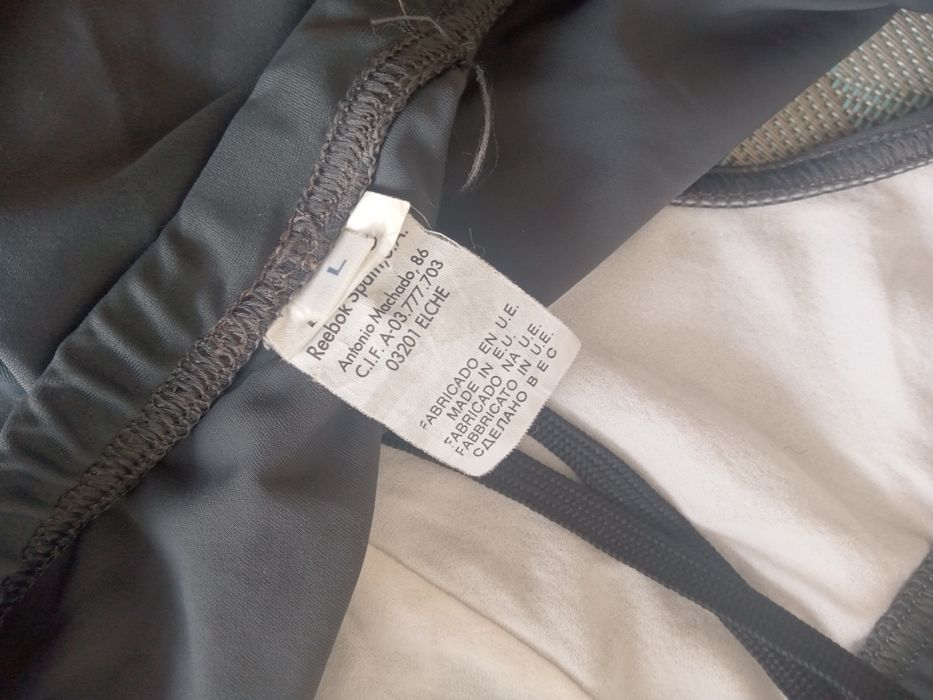 L
Reebok Spain, S.A.
Antonio Machado, 86
C.I.F. A-03.777.703
03201 ELCHE
FABRICADO EN U.E.
MADE IN E.U.
FABRICADO NA U.E.
FABBRICATO IN U.E.
СДЕЛАНО В ЕС